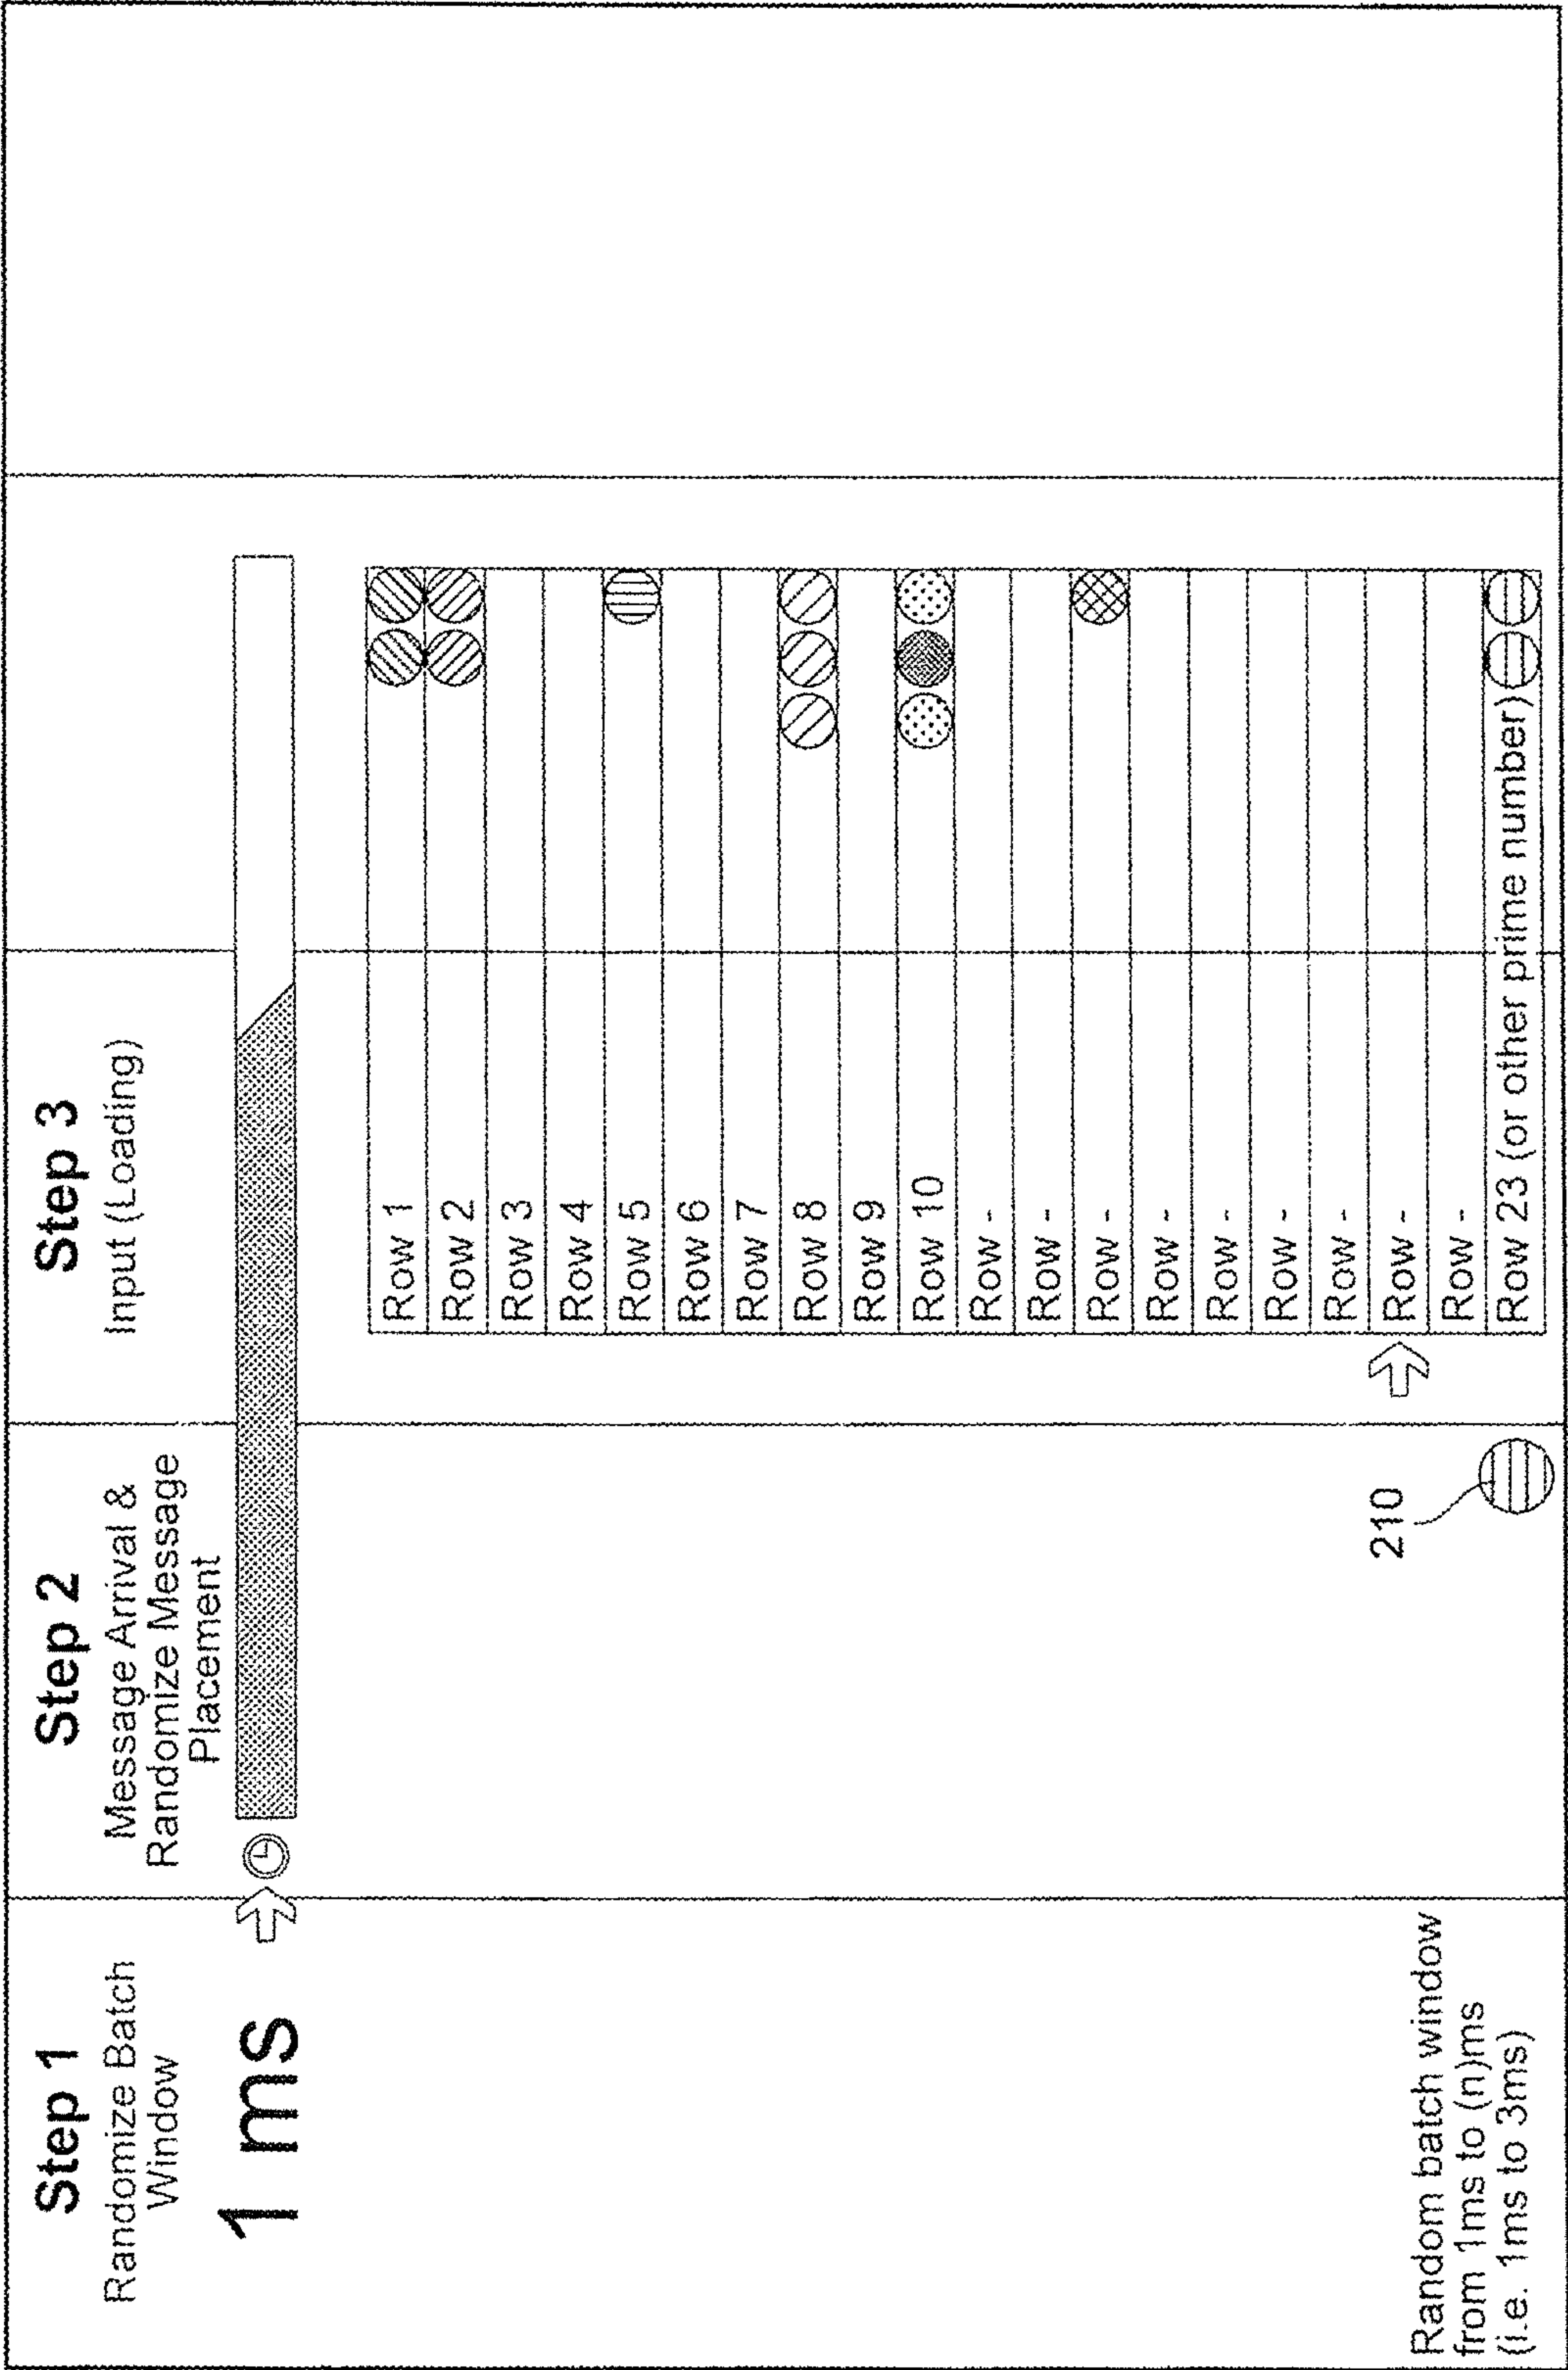 Step 1
Randomize Batch
Window
1 ms
Random batch window
from 1ms to (n)ms
(i.e. 1ms to 3ms)
Step 2
Message Arrival &
Randomize Message
Placement
210
Step 3
Input (Loading)
Row 1
Row 2
Row 3
Row 4
Row 5
Row 6
Row 7
Row 8
Row 9
Row 10
Row -
Row -
Row -
Row -
Row -
Row -
Row -
Row -
Row -
Row 23 (or other prime number)